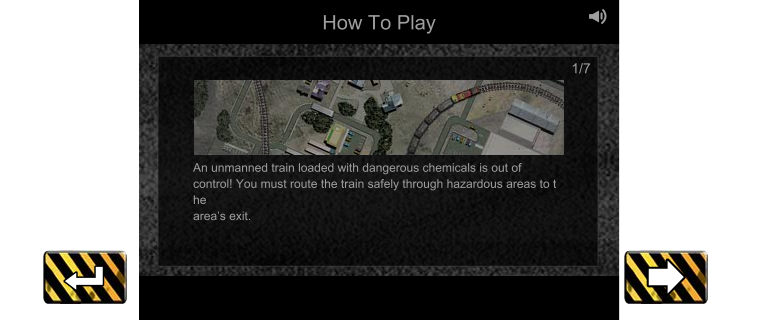 How To Play
1/7
An unmanned train loaded with dangerous chemicals is out of
control! You must route the train safely through hazardous areas to t
he
area's exit.